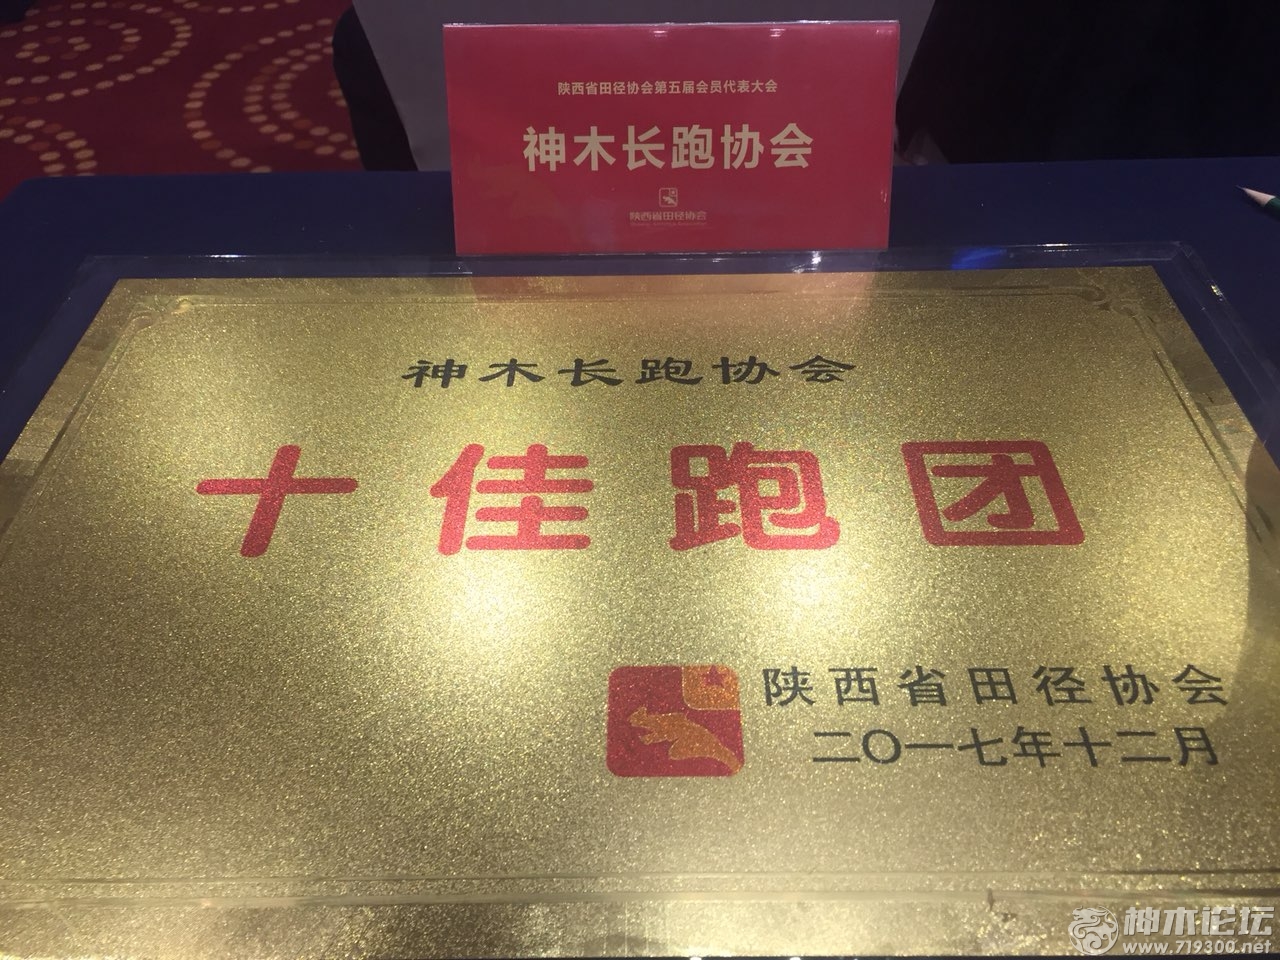 陕西省田径协会第五届会员代表大会
神木长跑协会
陕西省田径协会
神木长跑协会
十佳跑团
陕西省田径协会
二〇一七年十二月
神木论坛
www.719300.net